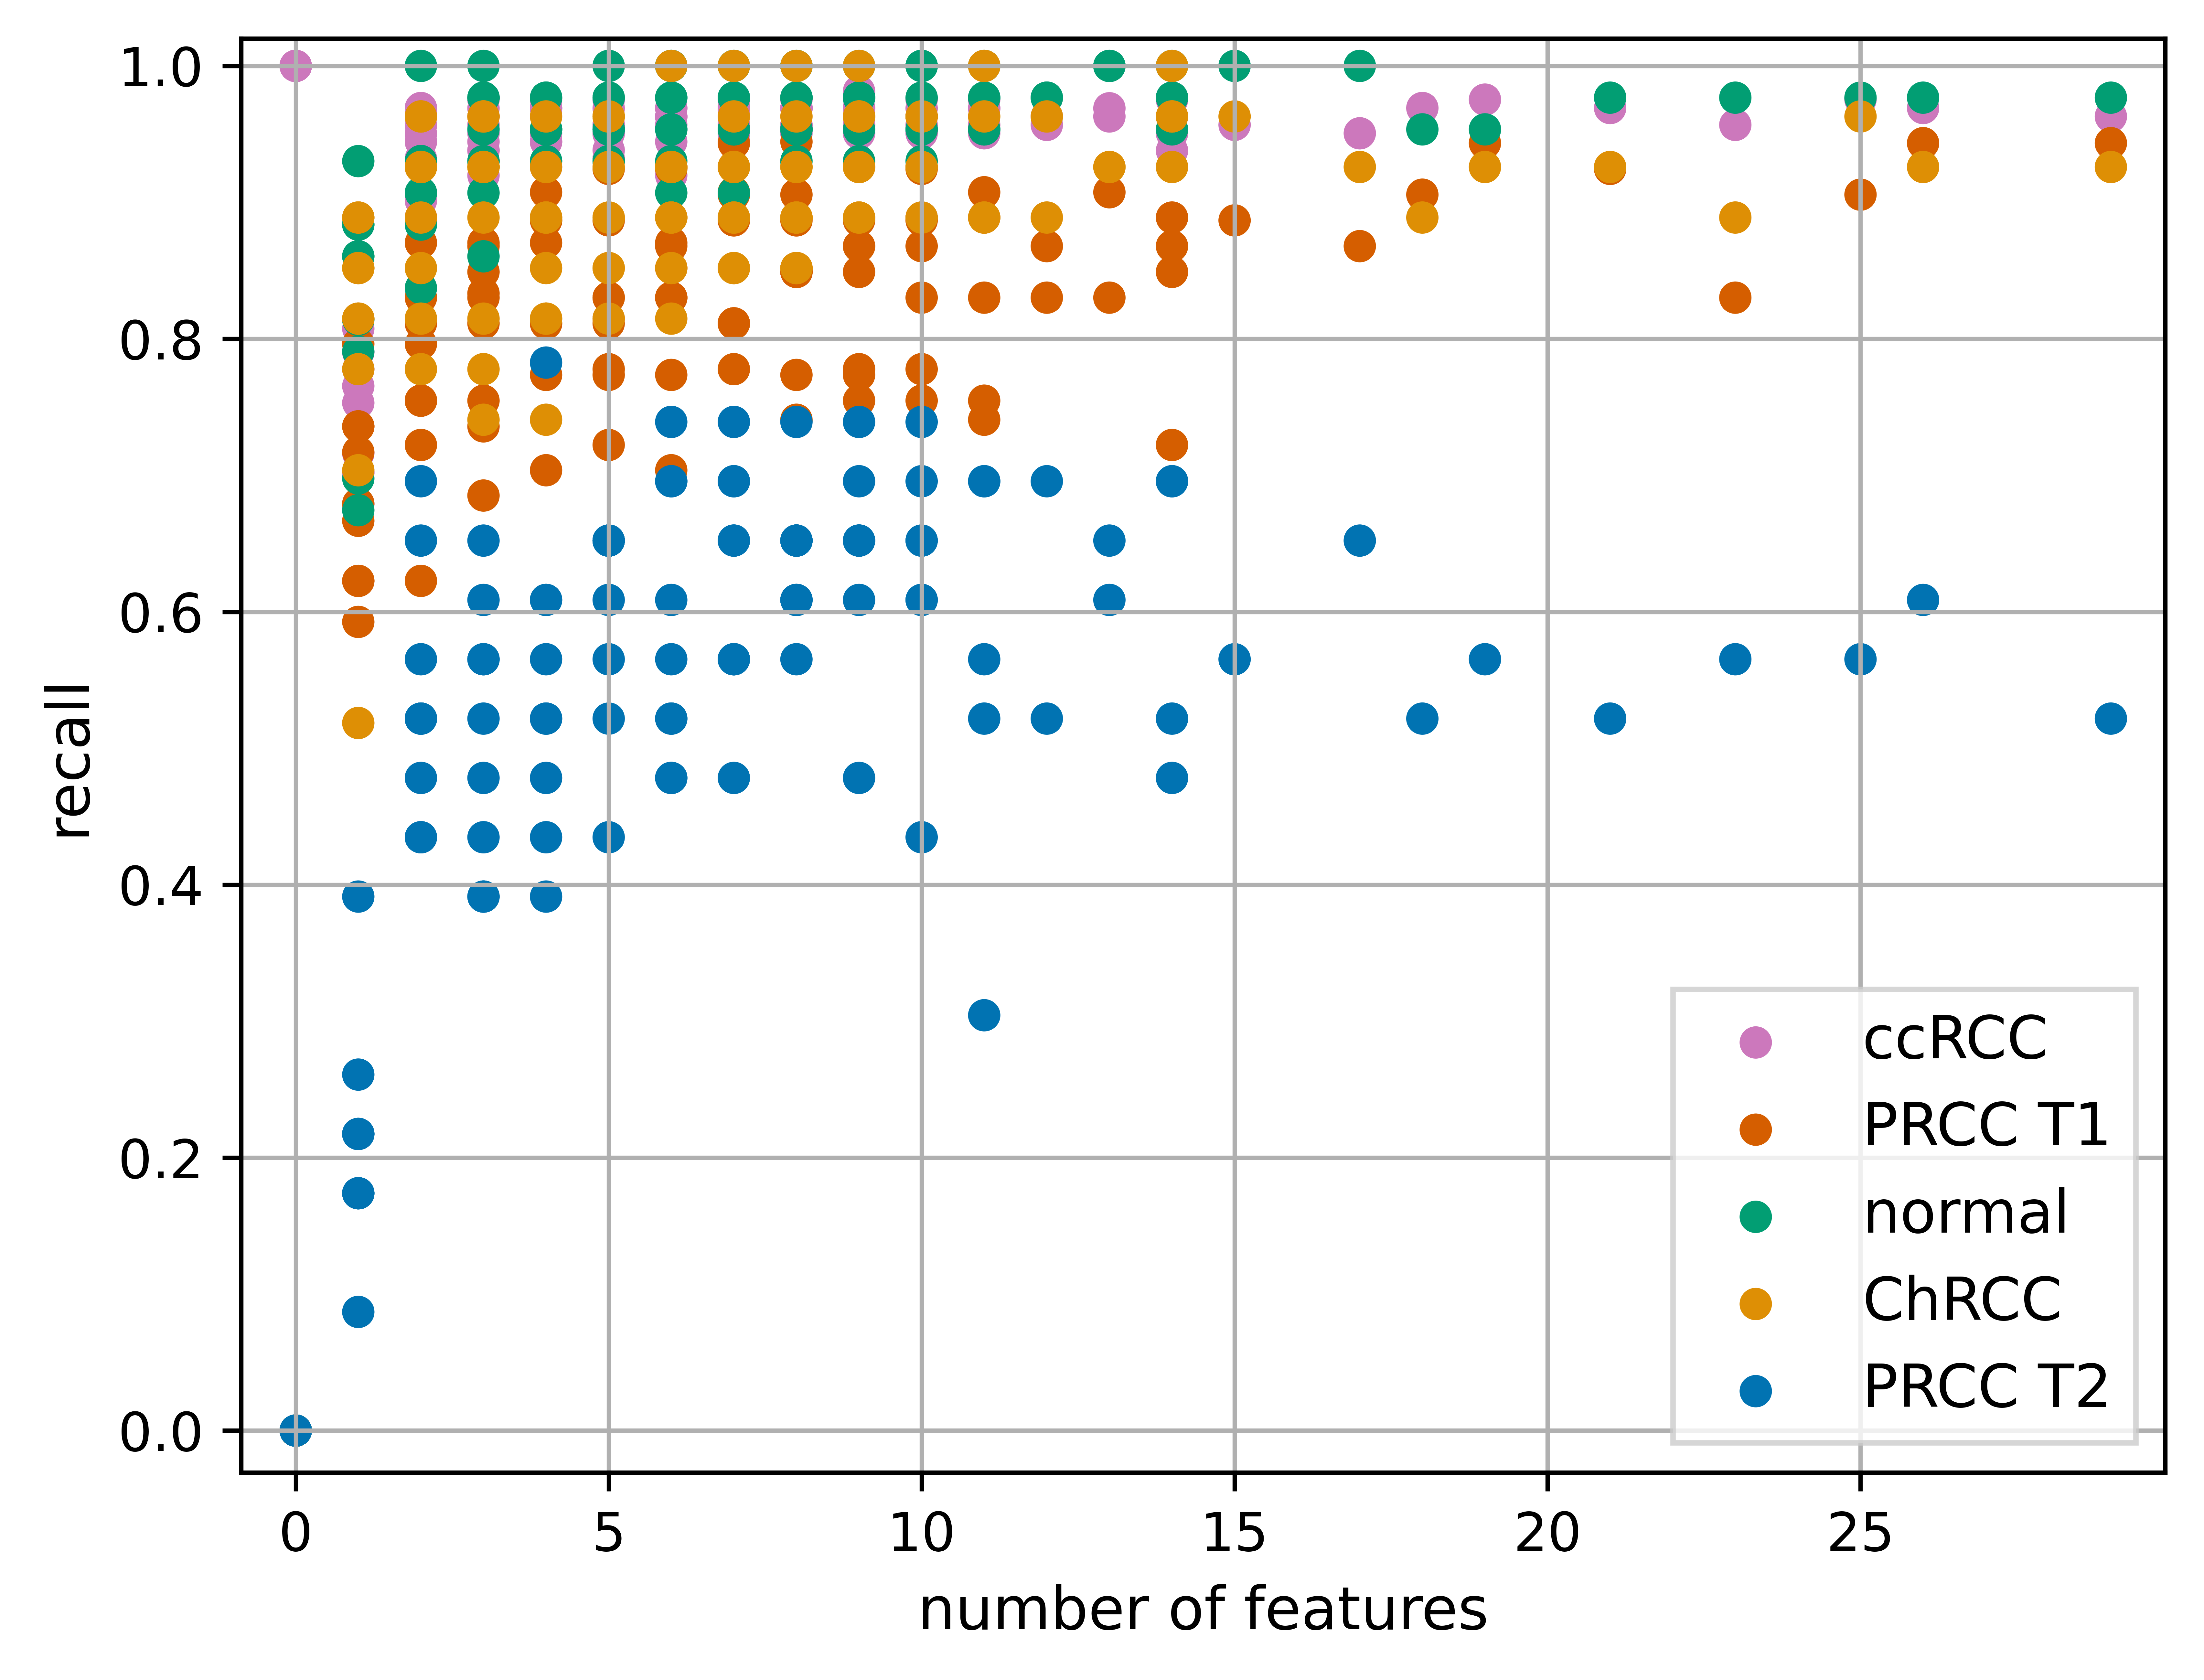 1.0
0.8
0.6
0.4
0.2
0.0
recall
0 5 10 15 20 25
number of features
ccRCC
PRCC T1
normal
ChRCC
PRCC T2